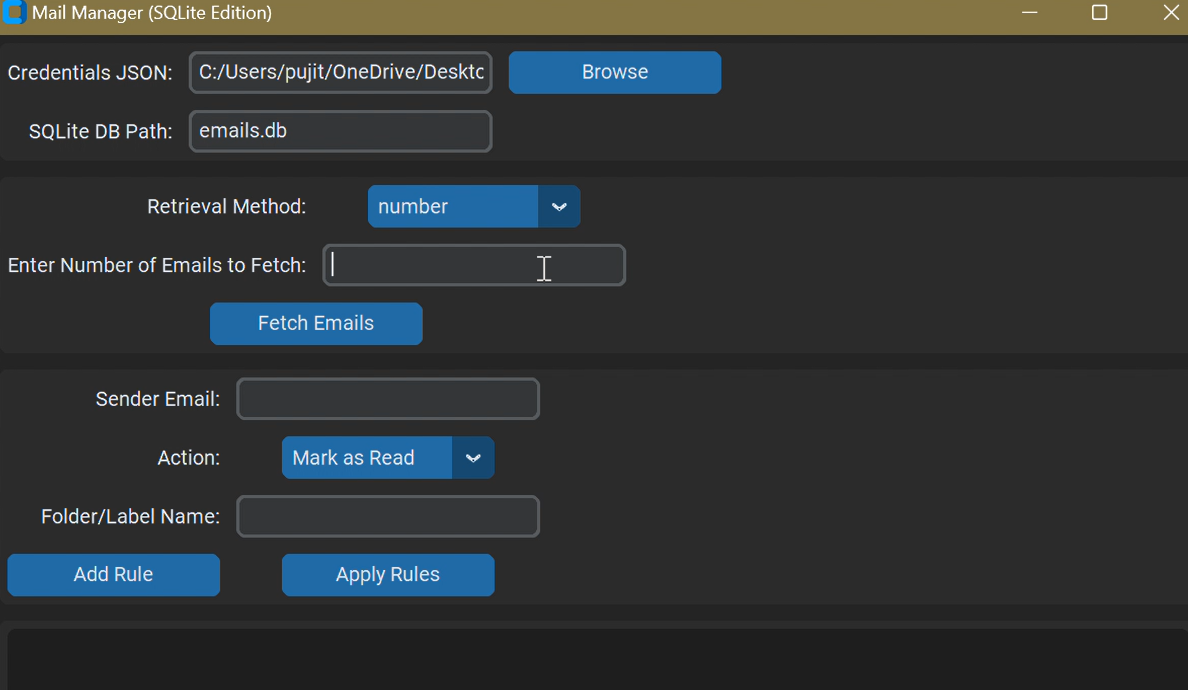 Mail Manager (SQLite Edition)
Credentials JSON: C:/Users/pujit/OneDrive/Deskto Browse
SQLite DB Path: emails.db
Retrieval Method: number
Enter Number of Emails to Fetch:
Fetch Emails
Sender Email:
Action: Mark as Read
Folder/Label Name:
Add Rule Apply Rules